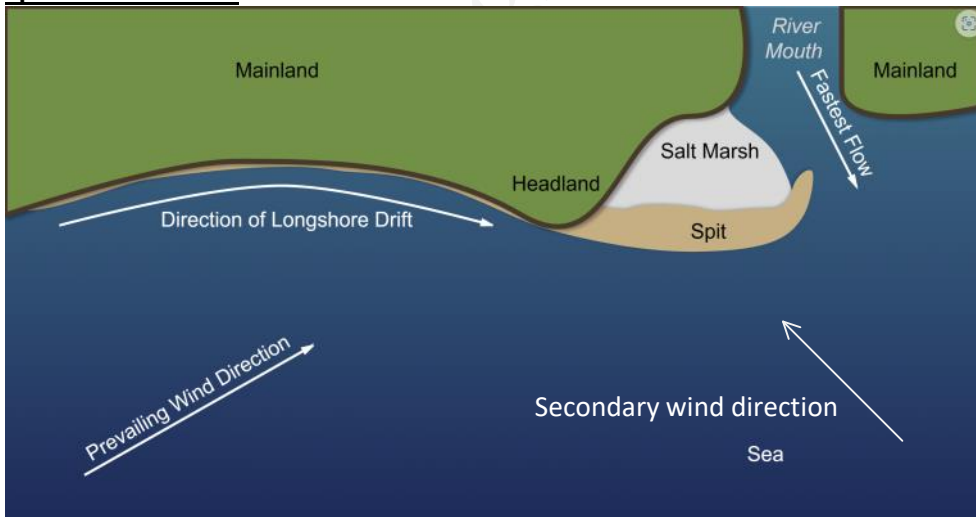 River
Mouth
Mainland
Mainland
Fastest Flow
Salt Marsh
Headland
Direction of Longshore Drift
Spit
Prevailing Wind Direction
Secondary wind direction
Sea